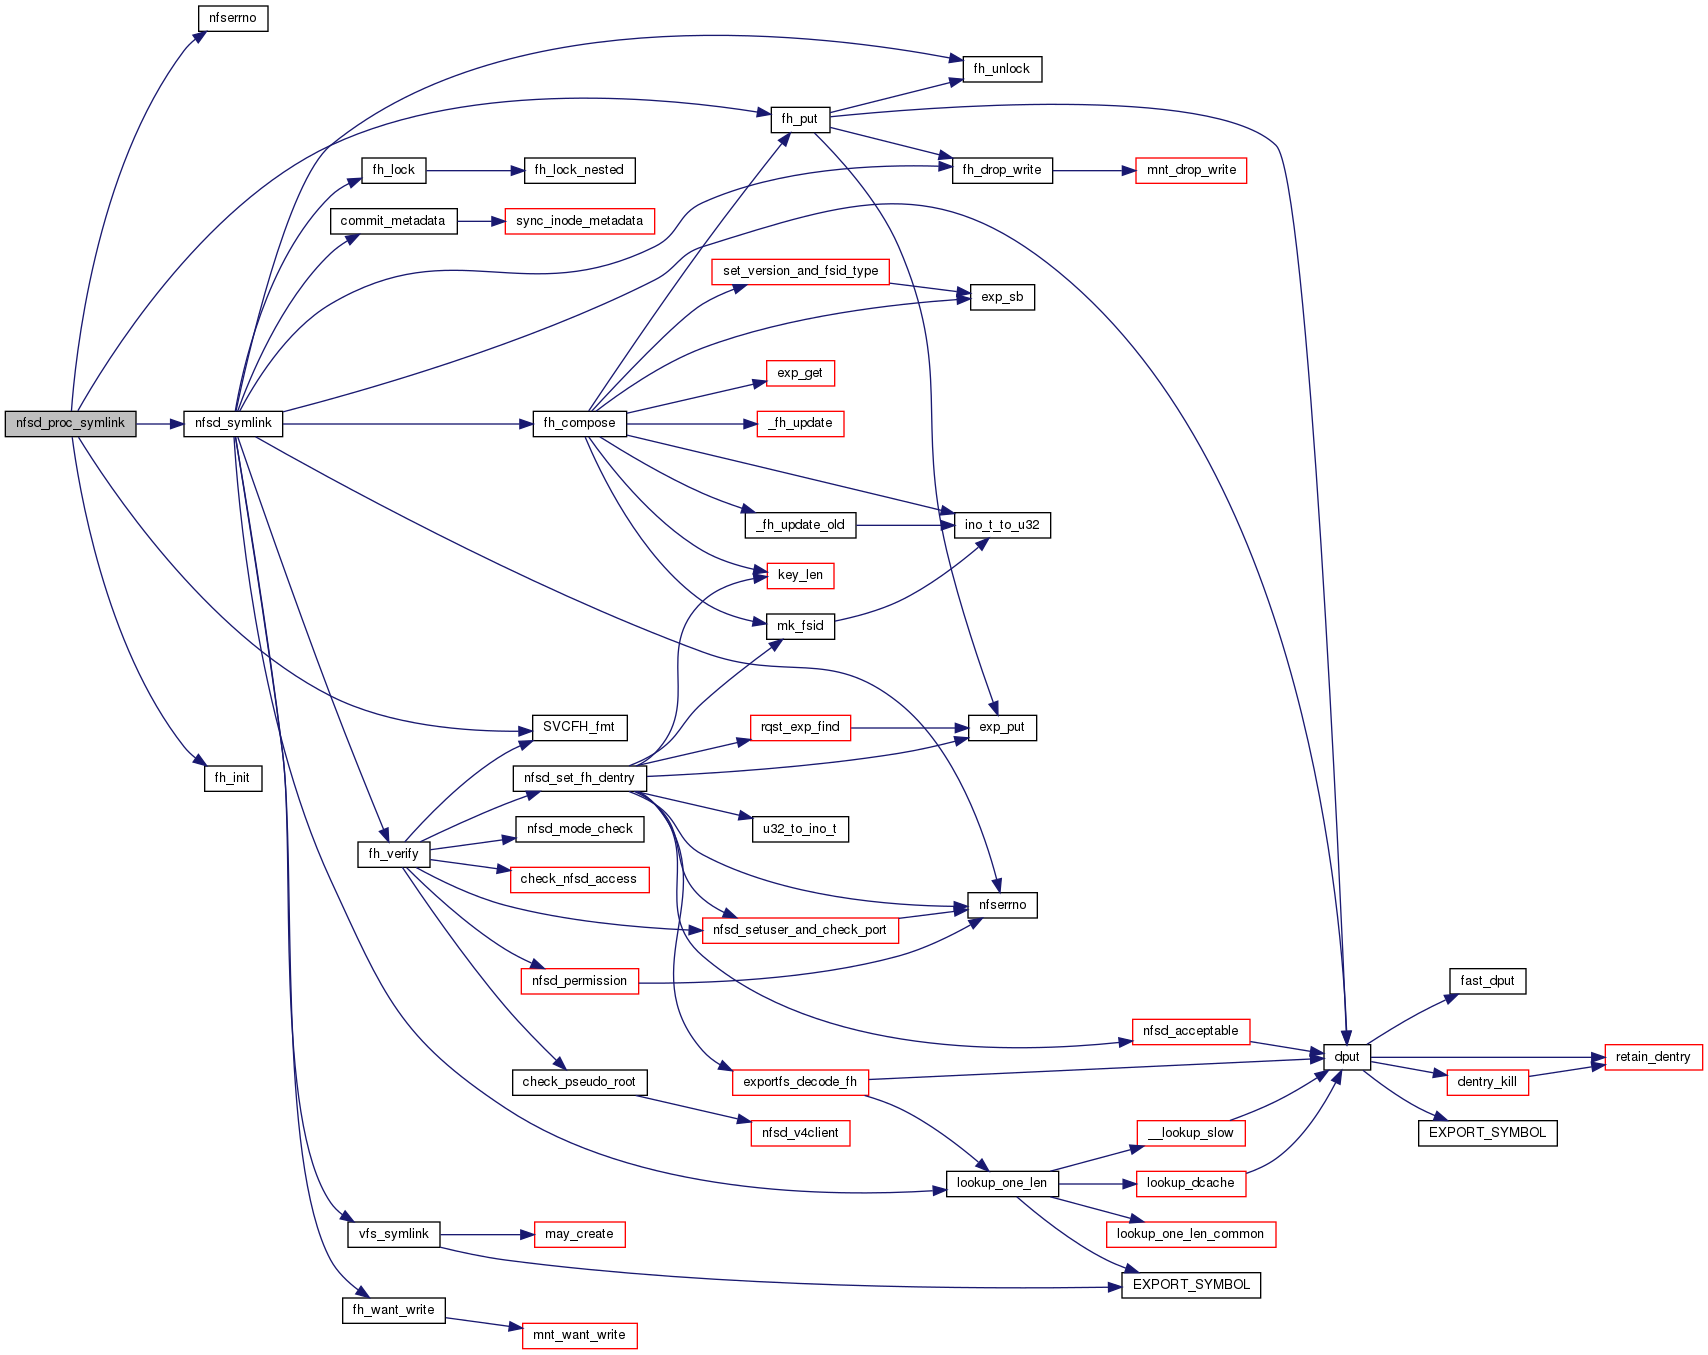 nfserrno
fh_unlock
fh_put
fh_lock
fh_lock_nested
fh_drop_write
mnt_drop_write
commit_metadata
sync_inode_metadata
set_version_and_fsid_type
exp_sb
exp_get
nfsd_proc_symlink
nfsd_symlink
fh_compose
_fh_update
_fh_update_old
ino_t_to_u32
key_len
mk_fsid
SVCFH_fmt
rqst_exp_find
exp_put
fh_init
nfsd_set_fh_dentry
nfsd_mode_check
u32_to_ino_t
fh_verify
check_nfsd_access
nfserrno
nfsd_setuser_and_check_port
nfsd_permission
fast_dput
nfsd_acceptable
dput
retain_dentry
check_pseudo_root
exportfs_decode_fh
dentry_kill
nfsd_v4client
__lookup_slow
EXPORT_SYMBOL
lookup_one_len
lookup_dcache
vfs_symlink
may_create
lookup_one_len_common
EXPORT_SYMBOL
fh_want_write
mnt_want_write